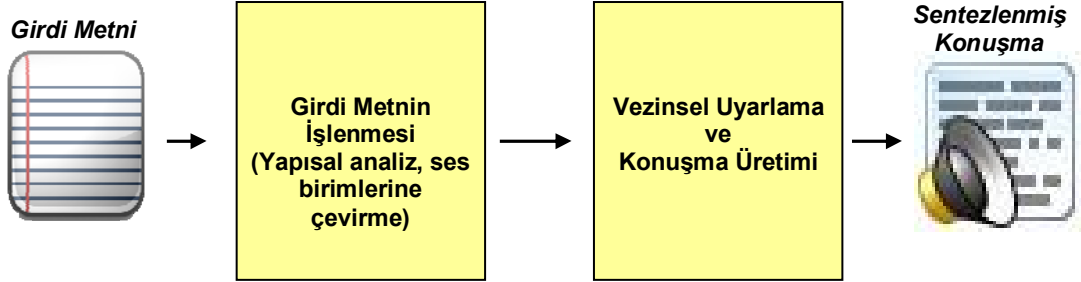 Girdi Metni
Girdi Metnin
İşlenmesi
(Yapısal analiz, ses
birimlerine
çevirme)
Vezinsel Uyarlama
ve
Konuşma Üretimi
Sentezlenmiş
Konuşma